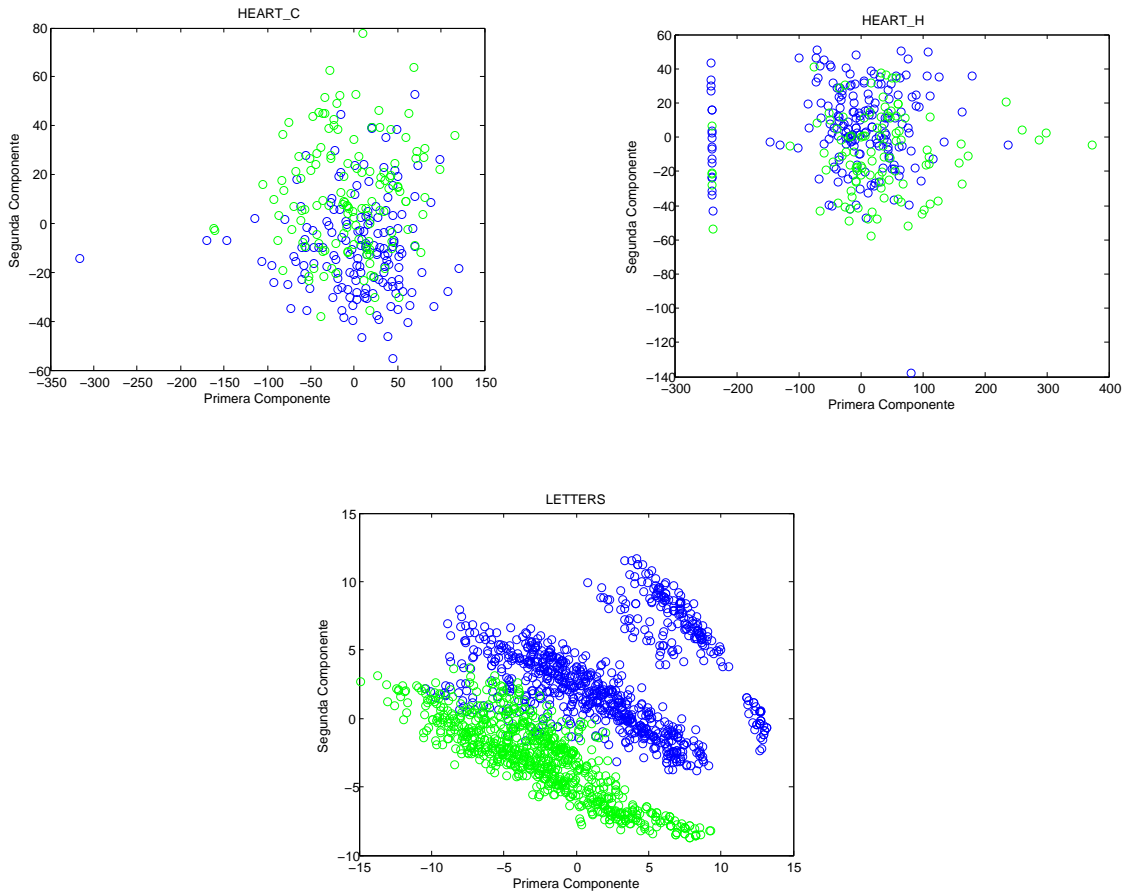 HEART_C
80
60
40
20
0
−20
−40
−60
−350 −300 −250 −200 −150 −100 −50 0 50 100 150
Primera Componente
Segunda Componente
HEART_H
60
40
20
0
−20
−40
−60
−80
−100
−120
−140
−300 −200 −100 0 100 200 300 400
Primera Componente
Segunda Componente
LETTERS
15
10
5
0
−5
−10
−15 −10 −5 0 5 10 15
Primera Componente
Segunda Componente